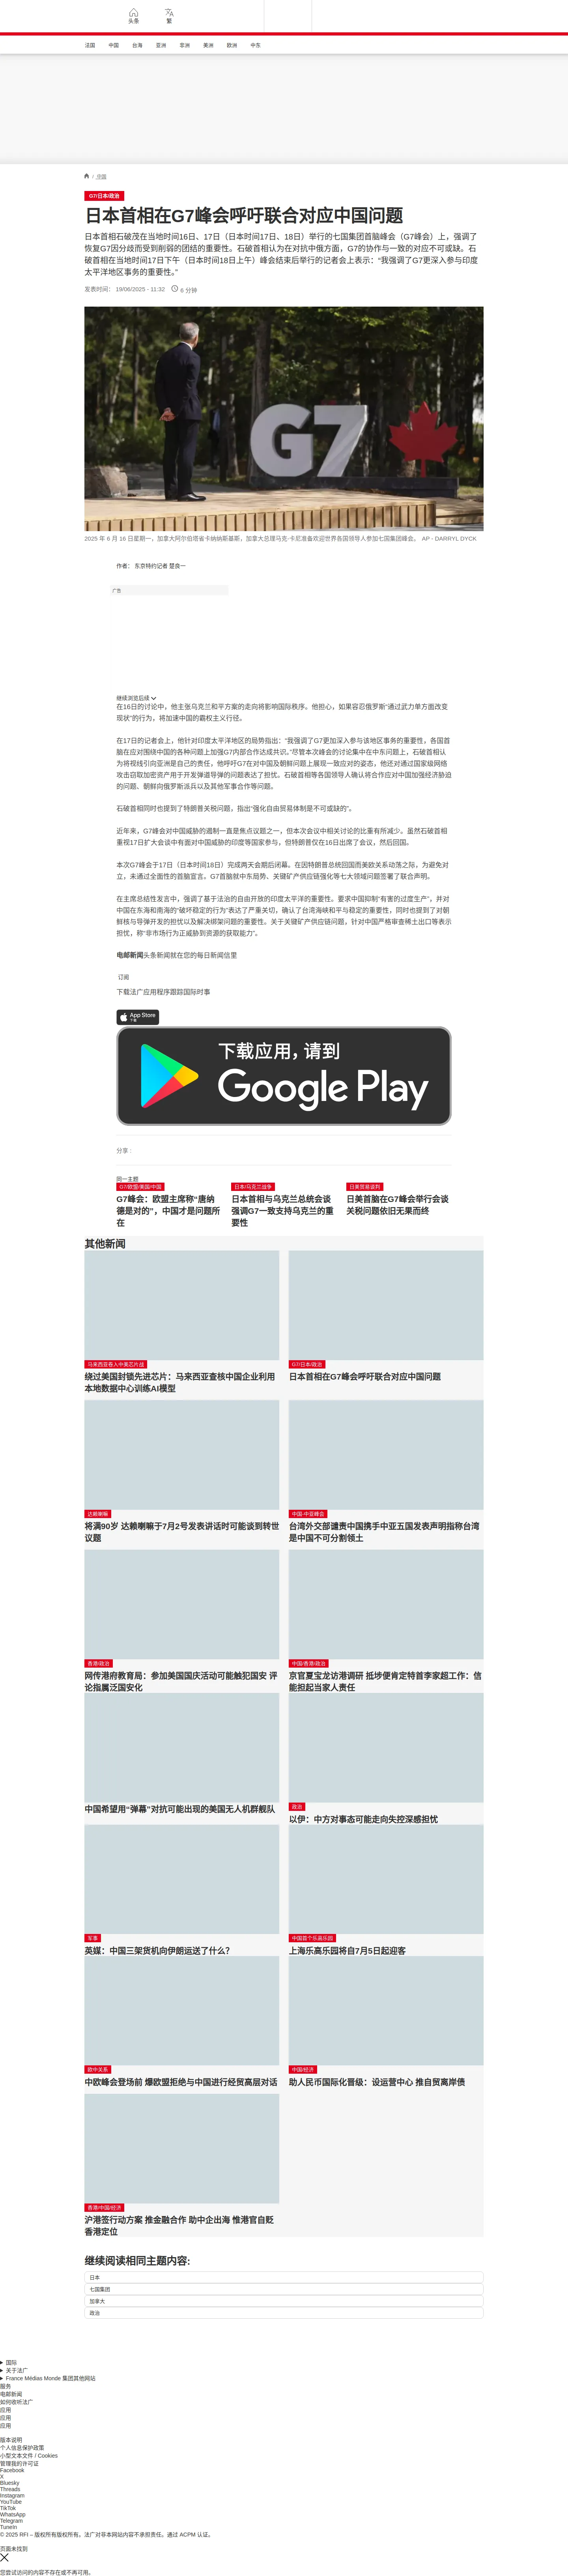 头条
繁
法国
中国
台海
亚洲
非洲
美洲
欧洲
中东
/ 中国
G7/日本/政治
日本首相在G7峰会呼吁联合对应中国问题
日本首相石破茂在当地时间16日、17日（日本时间17日、18日）举行的七国集团首脑峰会（G7峰会）上，强调了
恢复G7因分歧而受到削弱的团结的重要性。石破首相认为在对抗中俄方面，G7的协作与一致的对应不可或缺。石
破首相在当地时间17日下午（日本时间18日上午）峰会结束后举行的记者会上表示：“我强调了G7更深入参与印度
太平洋地区事务的重要性。”
发表时间： 19/06/2025 - 11:32
6 分钟
G7
2025 年 6 月 16 日星期一，加拿大阿尔伯塔省卡纳纳斯基斯，加拿大总理马克·卡尼准备欢迎世界各国领导人参加七国集团峰会。 AP - DARRYL DYCK
作者： 东京特约记者 楚良一
广告
继续浏览后续
在16日的讨论中，他主张乌克兰和平方案的走向将影响国际秩序。他担心，如果容忍俄罗斯“通过武力单方面改变
现状”的行为，将加速中国的霸权主义行径。
在17日的记者会上，他针对印度太平洋地区的局势指出：“我强调了G7更加深入参与该地区事务的重要性，各国首
脑在应对围绕中国的各种问题上加强G7内部合作达成共识。”尽管本次峰会的讨论集中在中东问题上，石破首相认
为将视线引向亚洲是自己的责任，他呼吁G7在对中国及朝鲜问题上展现一致应对的姿态，他还对通过国家级网络
攻击窃取加密资产用于开发弹道导弹的问题表达了担忧。石破首相等各国领导人确认将合作应对中国加强经济胁迫
的问题、朝鲜向俄罗斯派兵以及其他军事合作等问题。
石破首相同时也提到了特朗普关税问题，指出“强化自由贸易体制是不可或缺的”。
近年来，G7峰会对中国威胁的遏制一直是焦点议题之一，但本次会议中相关讨论的比重有所减少。虽然石破首相
重视17日扩大会谈中有面对中国威胁的印度等国家参与，但特朗普仅在16日出席了会议，然后回国。
本次G7峰会于17日（日本时间18日）完成两天会期后闭幕。在因特朗普总统回国而美欧关系动荡之际，为避免对
立，未通过全面性的首脑宣言。G7首脑就中东局势、关键矿产供应链强化等七大领域问题签署了联合声明。
在主席总结性发言中，强调了基于法治的自由开放的印度太平洋的重要性。要求中国抑制“有害的过度生产”，并对
中国在东海和南海的“破坏稳定的行为”表达了严重关切，确认了台湾海峡和平与稳定的重要性，同时也提到了对朝
鲜核与导弹开发的担忧以及解决绑架问题的重要性。关于关键矿产供应链问题，针对中国严格审查稀土出口等表示
担忧，称“非市场行为正威胁到资源的获取能力”。
电邮新闻头条新闻就在您的每日新闻信里
订阅
下载法广应用程序跟踪国际时事
App Store
下载
下载应用，请到
Google Play
分享 :
同一主题
G7/欧盟/美国/中国
G7峰会：欧盟主席称“唐纳
德是对的”，中国才是问题所
在
日本/乌克兰战争
日本首相与乌克兰总统会谈
强调G7一致支持乌克兰的重
要性
日美贸易谈判
日美首脑在G7峰会举行会谈
关税问题依旧无果而终
其他新闻
马来西亚卷入中美芯片战
绕过美国封锁先进芯片：马来西亚查核中国企业利用
本地数据中心训练AI模型
G7/日本/政治
日本首相在G7峰会呼吁联合对应中国问题
达赖喇嘛
将满90岁 达赖喇嘛于7月2号发表讲话时可能谈到转世
议题
中国-中亚峰会
台湾外交部谴责中国携手中亚五国发表声明指称台湾
是中国不可分割领土
香港/政治
网传港府教育局：参加美国国庆活动可能触犯国安 评
论指属泛国安化
中国/香港/政治
京官夏宝龙访港调研 抵埗便肯定特首李家超工作：信
能担起当家人责任
中国希望用“弹幕”对抗可能出现的美国无人机群舰队
政治
以伊：中方对事态可能走向失控深感担忧
军事
英媒：中国三架货机向伊朗运送了什么？
中国首个乐高乐园
上海乐高乐园将自7月5日起迎客
欧中关系
中欧峰会登场前 爆欧盟拒绝与中国进行经贸高层对话
中国/经济
助人民币国际化晋级：设运营中心 推自贸离岸债
香港/中国/经济
沪港签行动方案 推金融合作 助中企出海 惟港官自贬
香港定位
继续阅读相同主题内容:
日本
七国集团
加拿大
政治
国际
关于法广
France Médias Monde 集团其他网站
服务
电邮新闻
如何收听法广
应用
应用
应用
版本说明
个人信息保护政策
小型文本文件 / Cookies
管理我的许可证
Facebook
X
Bluesky
Threads
Instagram
YouTube
TikTok
WhatsApp
Telegram
TuneIn
© 2025 RFI – 版权所有版权所有。法广对非本网站内容不承担责任。通过 ACPM 认证。
页面未找到
您尝试访问的内容不存在或不再可用。